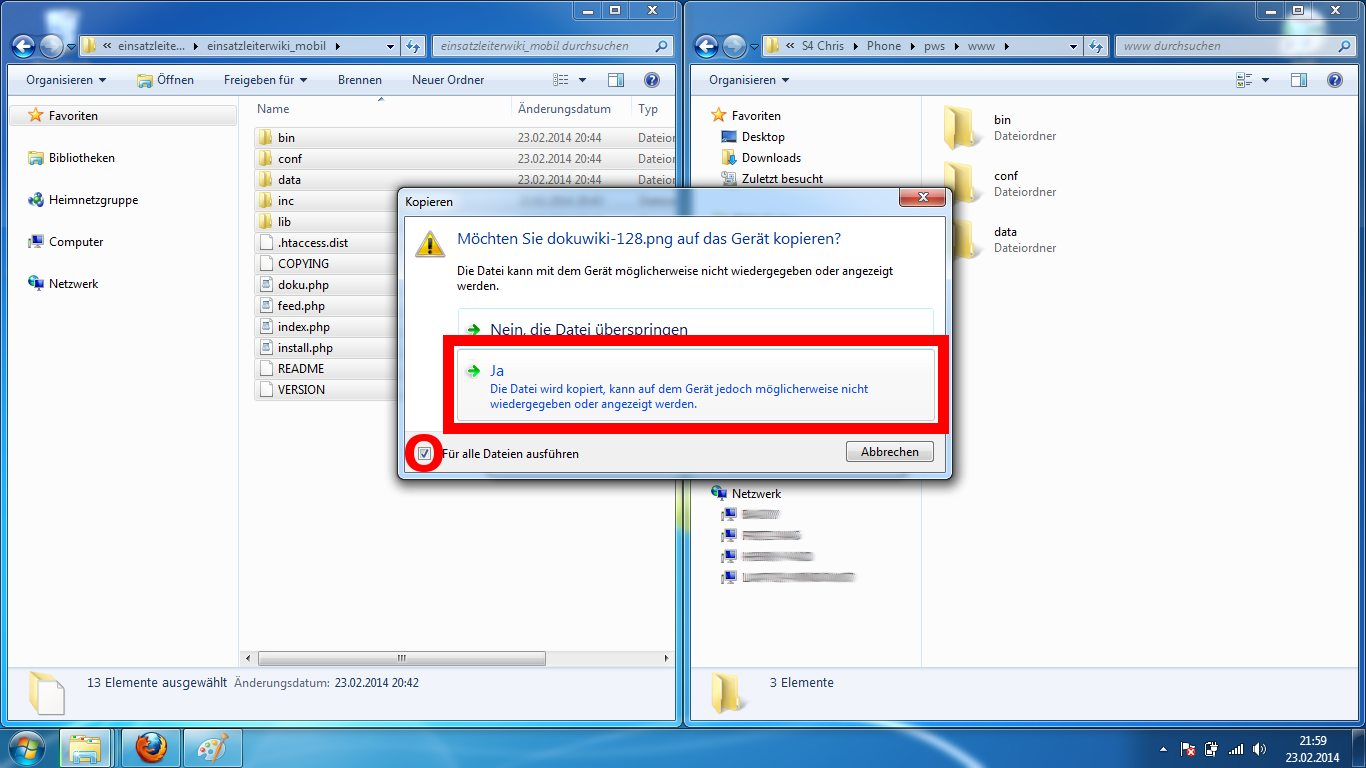 « einsatzleite... einsatzleiterwiki_mobil
einsatzleiterwiki_mobil durchsuchen
Organisieren Öffnen Freigeben für Brennen Neuer Ordner
Favoriten
Bibliotheken
Heimnetzgruppe
Computer
Netzwerk
Name Änderungsdatum Typ
bin 23.02.2014 20:44 Dateior
conf 23.02.2014 20:44 Dateior
data 23.02.2014 20:44 Dateior
inc
lib
.htaccess.dist
COPYING
doku.php
feed.php
index.php
install.php
README
VERSION
13 Elemente ausgewählt Änderungsdatum: 23.02.2014 20:42
« S4 Chris Phone pws www
www durchsuchen
Organisieren
Favoriten
Desktop
Downloads
Zuletzt besucht
Netzwerk
bin
Dateiordner
conf
Dateiordner
data
Dateiordner
3 Elemente
Kopieren
Möchten Sie dokuwiki-128.png auf das Gerät kopieren?
Die Datei kann mit dem Gerät möglicherweise nicht wiedergegeben oder angezeigt
werden.
Nein, die Datei überspringen
Ja
Die Datei wird kopiert, kann auf dem Gerät jedoch möglicherweise nicht
wiedergegeben oder angezeigt werden.
Für alle Dateien ausführen
Abbrechen
21:59
23.02.2014